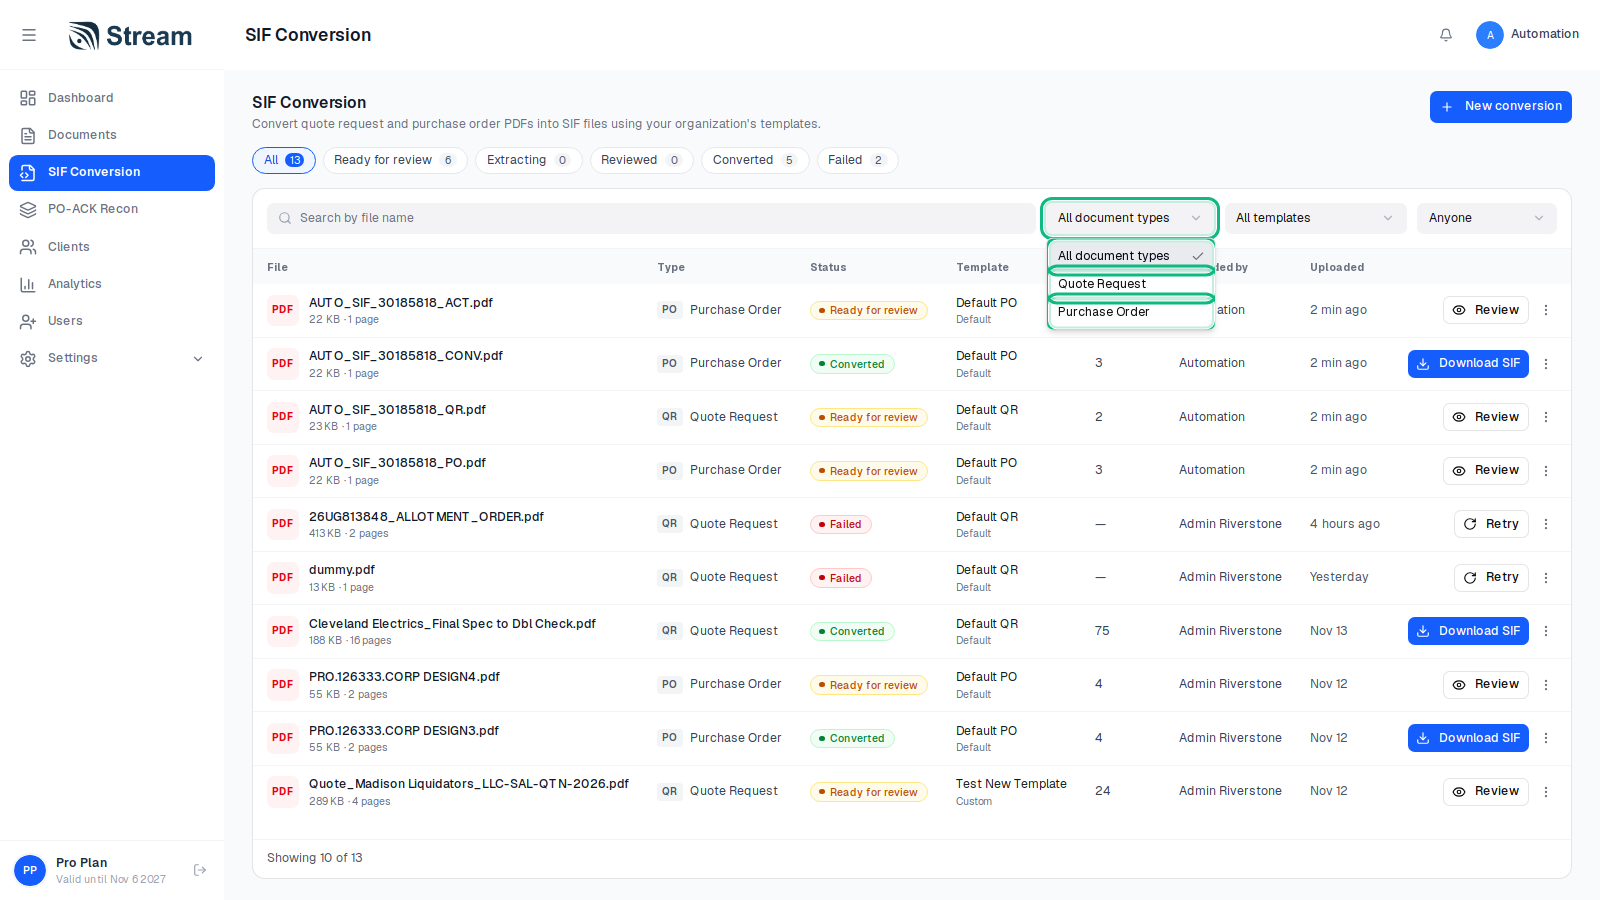 Stream
SIF Conversion
A
Automation
Dashboard
Documents
SIF Conversion
PO-ACK Recon
Clients
Analytics
Users
Settings
SIF Conversion
Convert quote request and purchase order PDFs into SIF files using your organization's templates.
New conversion
All 13
Ready for review 6
Extracting 0
Reviewed 0
Converted 5
Failed 2
Search by file name
All document types
All templates
Anyone
All document types
Quote Request
Purchase Order
File Type Status Template by Uploaded
PDF AUTO_SIF_30185818_ACT.pdf PO Purchase Order Ready for review Default PO 2 min ago Review
22 KB · 1 page Default
PDF AUTO_SIF_30185818_CONV.pdf PO Purchase Order Converted Default PO 3 Automation 2 min ago Download SIF
22 KB · 1 page Default
PDF AUTO_SIF_30185818_QR.pdf QR Quote Request Ready for review Default QR 2 Automation 2 min ago Review
23 KB · 1 page Default
PDF AUTO_SIF_30185818_PO.pdf PO Purchase Order Ready for review Default PO 3 Automation 2 min ago Review
22 KB · 1 page Default
PDF 26UG813848_ALLOTMENT_ORDER.pdf QR Quote Request Failed Default QR — Admin Riverstone 4 hours ago Retry
413 KB · 2 pages Default
PDF dummy.pdf QR Quote Request Failed Default QR — Admin Riverstone Yesterday Retry
13 KB · 1 page Default
PDF Cleveland Electrics_Final Spec to Dbl Check.pdf QR Quote Request Converted Default QR 75 Admin Riverstone Nov 13 Download SIF
188 KB · 16 pages Default
PDF PRO.126333.CORP DESIGN4.pdf PO Purchase Order Ready for review Default PO 4 Admin Riverstone Nov 12 Review
55 KB · 2 pages Default
PDF PRO.126333.CORP DESIGN3.pdf PO Purchase Order Converted Default PO 4 Admin Riverstone Nov 12 Download SIF
55 KB · 2 pages Default
PDF Quote_Madison Liquidators_LLC-SAL-QTN-2026.pdf QR Quote Request Ready for review Test New Template 24 Admin Riverstone Nov 12 Review
289 KB · 4 pages Custom
Showing 10 of 13
PP
Pro Plan
Valid until Nov 6 2027